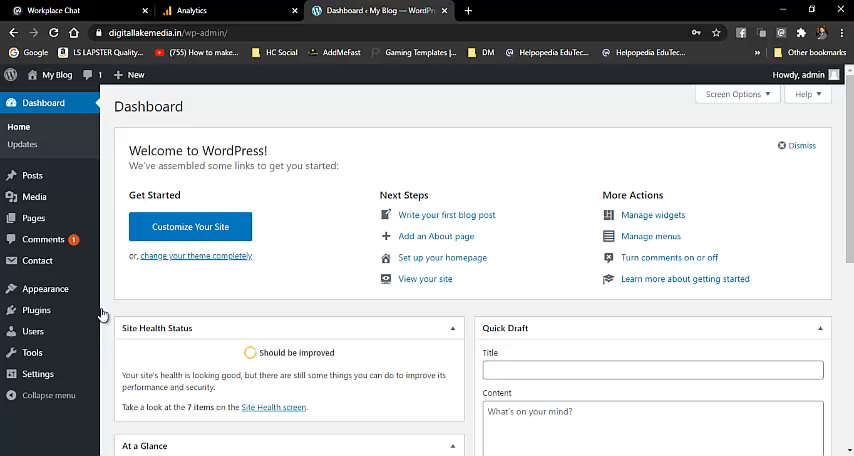 Workplace Chat
Analytics
Dashboard ‹ My Blog — WordPr
digitallakemedia.in/wp-admin/
Google
LS LAPSTER Quality...
(755) How to make...
HC Social
AddMeFast
Gaming Templates |...
DM
Helpopedia EduTec...
Helpopedia EduTec...
»
Other bookmarks
My Blog
1
+ New
Howdy, admin
Dashboard
Home
Updates
Posts
Media
Pages
Comments 1
Contact
Appearance
Plugins
Users
Tools
Settings
Collapse menu
Screen Options ▼
Help ▼
Dashboard
Welcome to WordPress!
We've assembled some links to get you started:
Dismiss
Get Started
Customize Your Site
or, change your theme completely
Next Steps
Write your first blog post
Add an About page
Set up your homepage
View your site
More Actions
Manage widgets
Manage menus
Turn comments on or off
Learn more about getting started
Site Health Status
Should be improved
Your site's health is looking good, but there are still some things you can do to improve its
performance and security.
Take a look at the 7 items on the Site Health screen.
At a Glance
Quick Draft
Title
Content
What's on your mind?